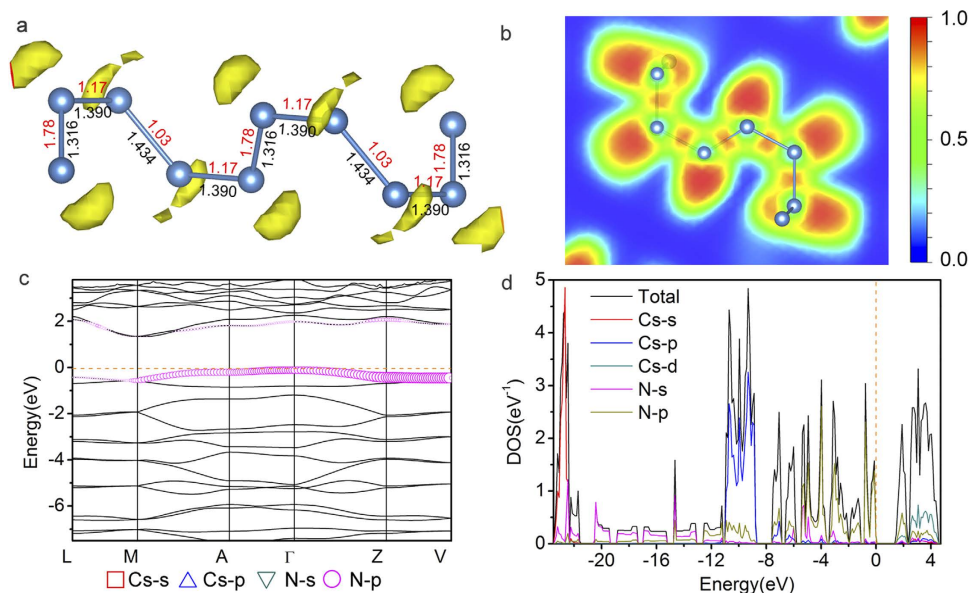 a
1.17
1.390
1.78
1.316
1.03
1.434
1.17
1.390
1.78
1.316
1.17
1.390
1.03
1.434
1.17
1.390
1.78
1.316
b
1.0
0.5
0.0
c
Energy(eV)
2
0
-2
-4
-6
L M A Γ Z V
Cs-s Cs-p N-s N-p
d
DOS(eV⁻¹)
5
4
3
2
1
0
Total
Cs-s
Cs-p
Cs-d
N-s
N-p
-20 -16 -12 -8 -4 0 4
Energy(eV)